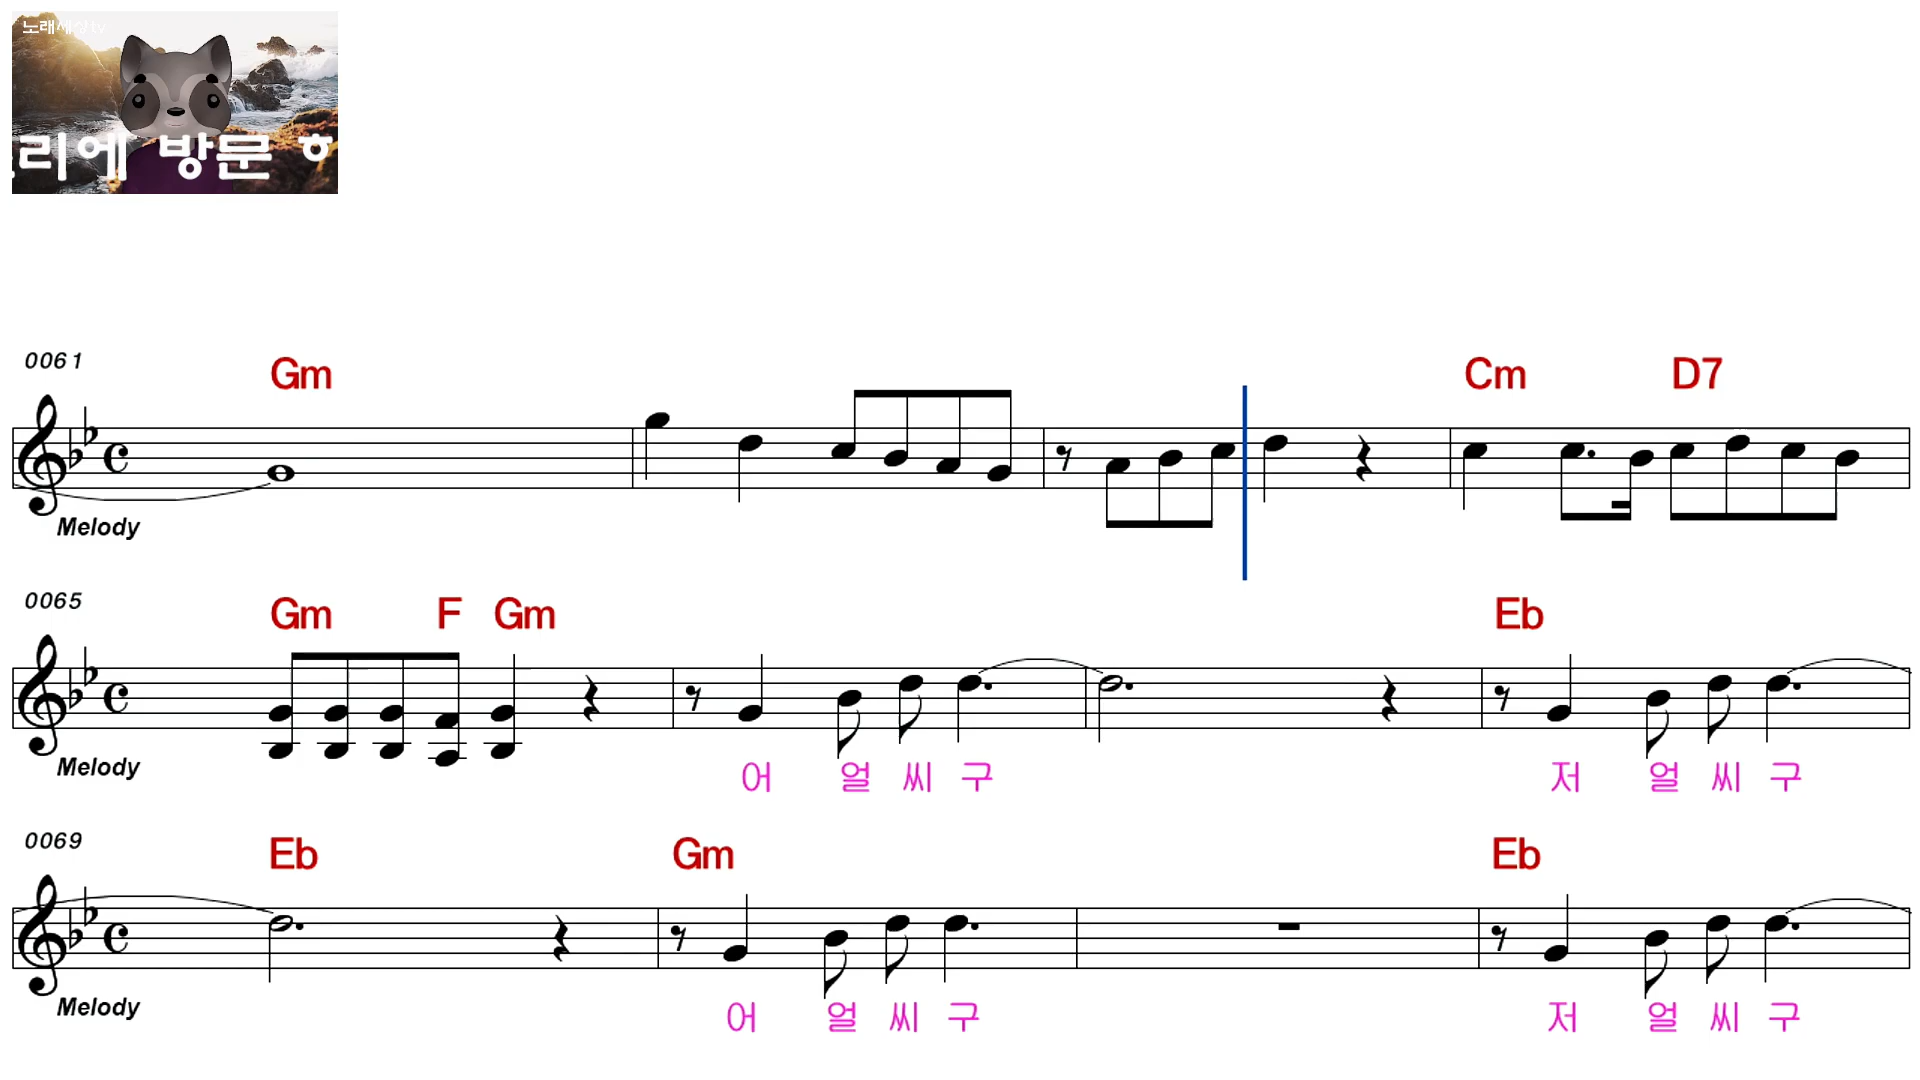 노래세상tv
리에 방문 ㅎ
0061
Gm Cm D7
Melody
0065
Gm F Gm Eb
Melody
어 얼 씨 구 저 얼 씨 구
0069
Eb Gm Eb
Melody
어 얼 씨 구 저 얼 씨 구